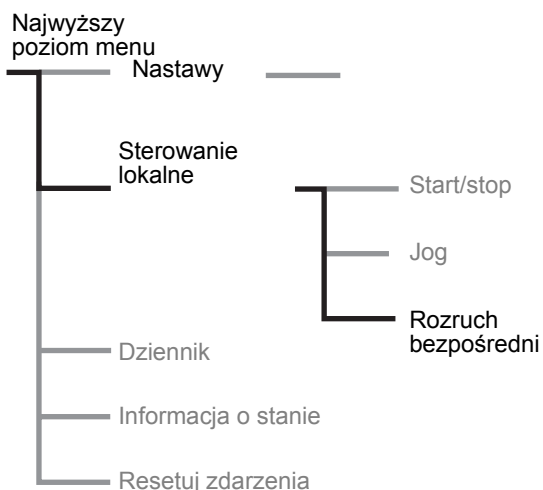 Najwyższy
poziom menu
Nastawy
Sterowanie
lokalne
Start/stop
Jog
Rozruch
bezpośredni
Dziennik
Informacja o stanie
Resetuj zdarzenia